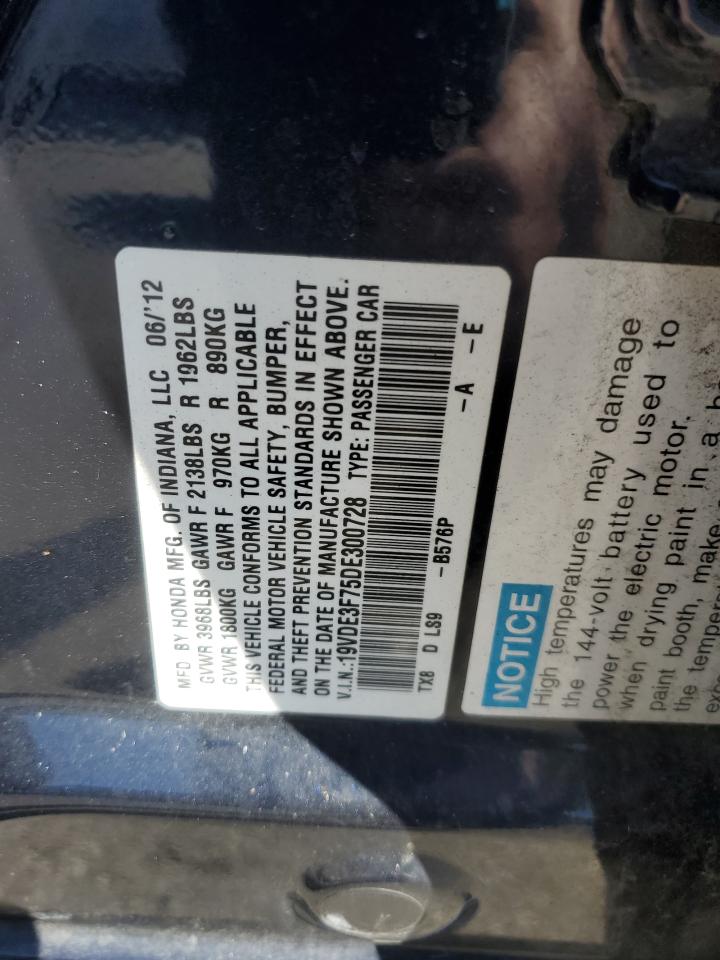 MFD. BY HONDA MFG. OF INDIANA, LLC 06/'12
GVWR 3968LBS GAWR F 2138LBS R 1962LBS
GVWR 1800KG GAWR F 970KG R 890KG
THIS VEHICLE CONFORMS TO ALL APPLICABLE
FEDERAL MOTOR VEHICLE SAFETY, BUMPER,
AND THEFT PREVENTION STANDARDS IN EFFECT
ON THE DATE OF MANUFACTURE SHOWN ABOVE.
V.I.N.:19VDE3F75DE300728 TYPE: PASSENGER CAR
TX8 D LS9 -B576P -A -E
NOTICE
High temperatures may damage
the 144-volt battery used to
power the electric motor.
when drying paint in a
paint booth, make
the temperature